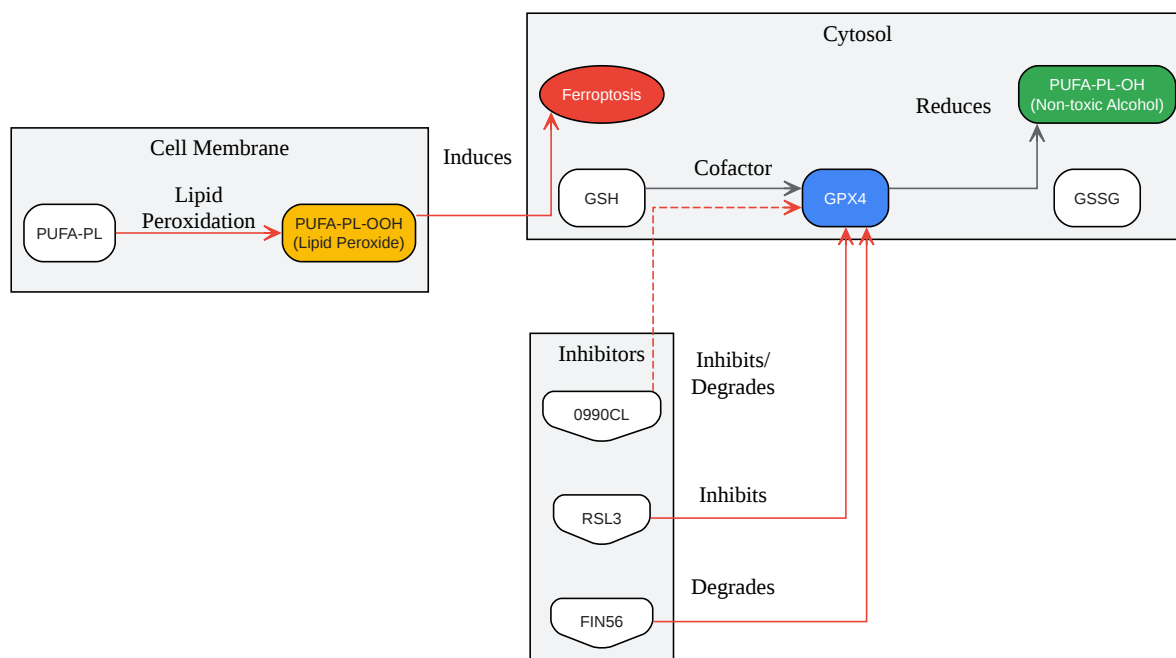 Cytosol
Ferroptosis
PUFA-PL-OH
(Non-toxic Alcohol)
Reduces
Cell Membrane
Induces
Lipid
Peroxidation
Cofactor
GSH
GPX4
GSSG
PUFA-PL
PUFA-PL-OOH
(Lipid Peroxide)
Inhibitors
Inhibits/
Degrades
0990CL
RSL3
Inhibits
FIN56
Degrades